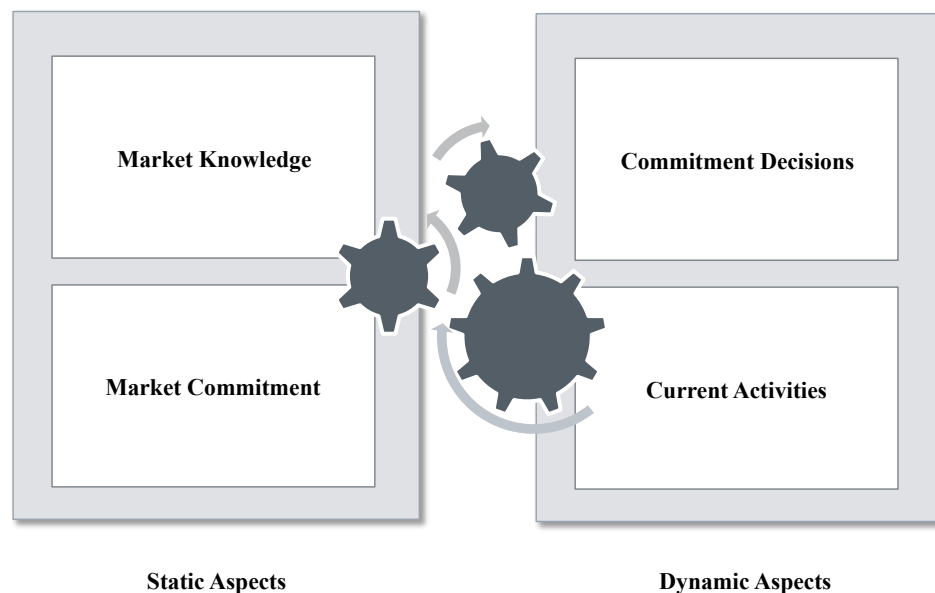 Market Knowledge
Commitment Decisions
Market Commitment
Current Activities
Static Aspects
Dynamic Aspects